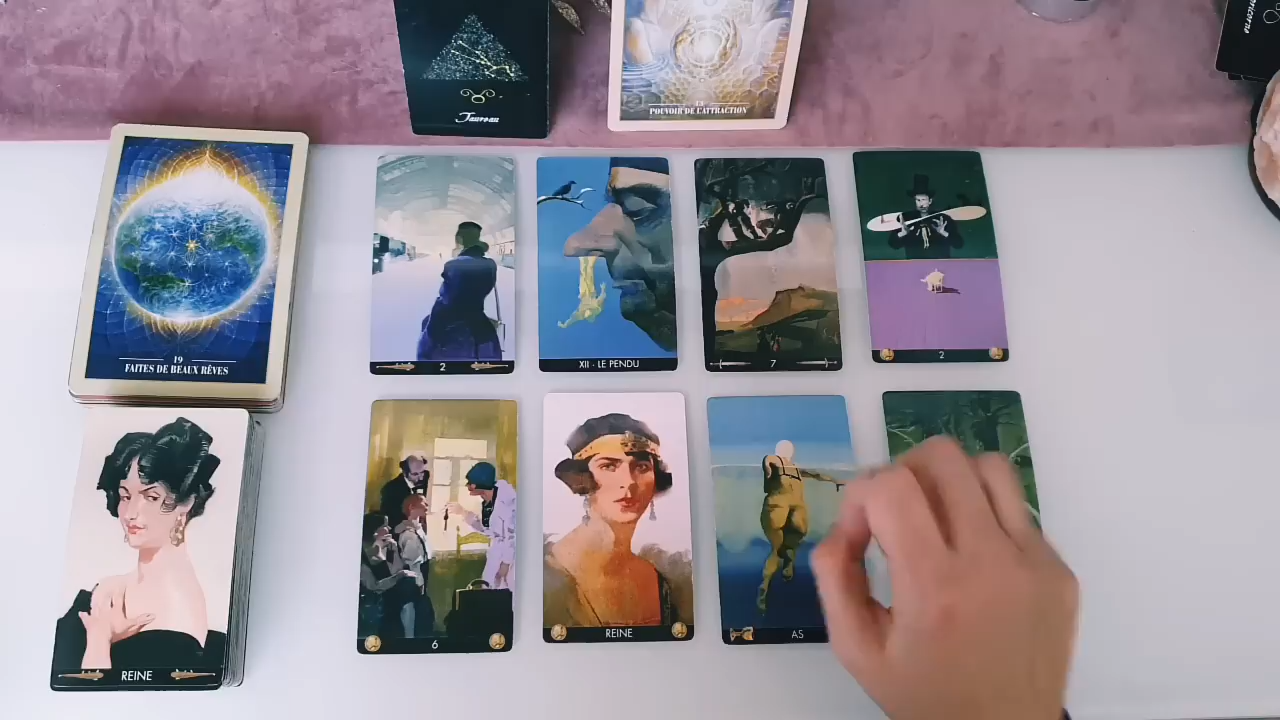 Taureau
POUVOIR DE L'ATTRACTION
19
FAITES DE BEAUX RÊVES
2
XII - LE PENDU
7
2
REINE
6
REINE
AS